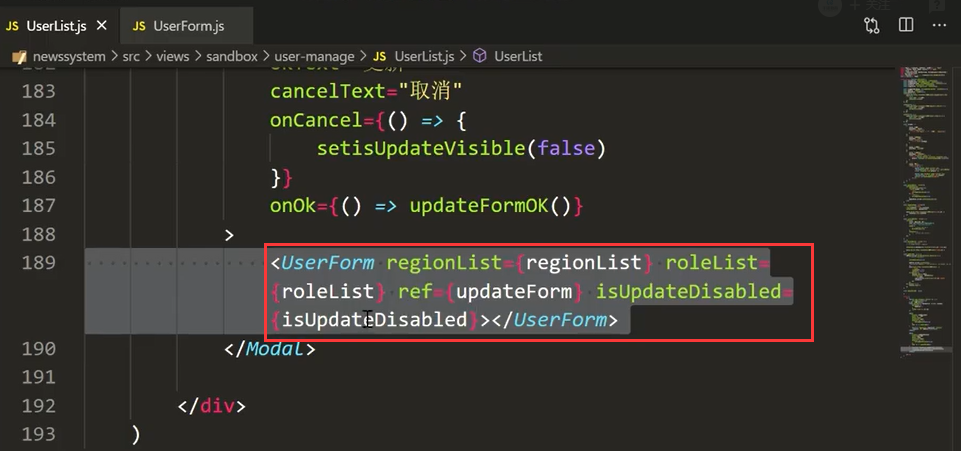 JS UserList.js ×
JS UserForm.js
newssystem > src > views > sandbox > user-manage > JS UserList.js > UserList
183 cancelText="取消"
184 onCancel={() => {
185 setisUpdateVisible(false)
186 }}
187 onOk={() => updateFormOK()}
188 >
189 <UserForm regionList={regionList} roleList=
{roleList} ref={updateForm} isUpdateDisabled=
{isUpdateDisabled}></UserForm>
190 </Modal>
191
192 </div>
193 )